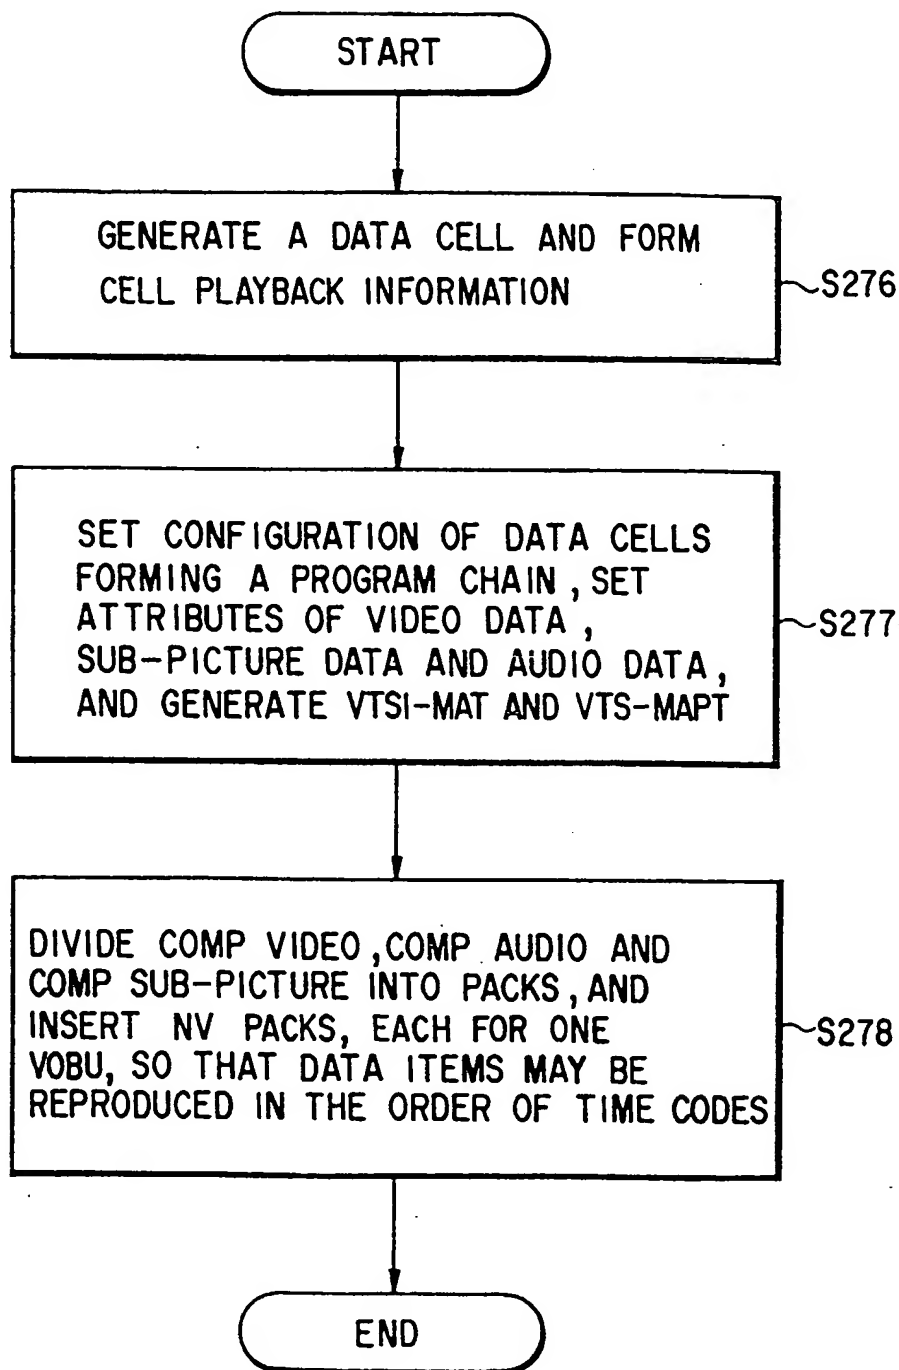 START
GENERATE A DATA CELL AND FORM
CELL PLAYBACK INFORMATION
S276
SET CONFIGURATION OF DATA CELLS
FORMING A PROGRAM CHAIN, SET
ATTRIBUTES OF VIDEO DATA,
SUB-PICTURE DATA AND AUDIO DATA,
AND GENERATE VTSI-MAT AND VTS-MAPT
S277
DIVIDE COMP VIDEO, COMP AUDIO AND
COMP SUB-PICTURE INTO PACKS, AND
INSERT NV PACKS, EACH FOR ONE
VOBU, SO THAT DATA ITEMS MAY BE
REPRODUCED IN THE ORDER OF TIME CODES
S278
END